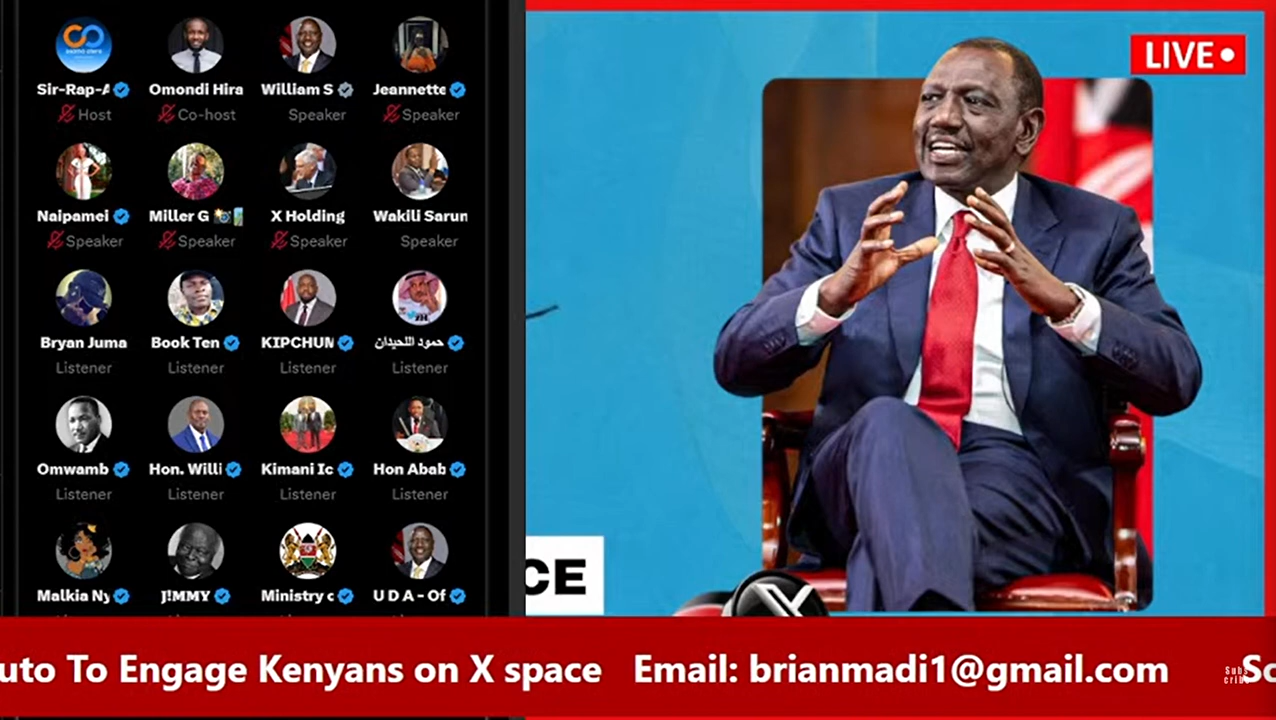 Sir-Rap-A
Omondi Hira
William S
Jeannette
Host
Co-host
Speaker
Speaker
Naipamei
Miller G
X Holding
Wakili Sarun
Speaker
Speaker
Speaker
Speaker
Bryan Juma
Book Ten
KIPCHUM
حمود اللحيدان
Listener
Listener
Listener
Listener
Omwamb
Hon. Willi
Kimani Ic
Hon Abab
Listener
Listener
Listener
Listener
Malkia Ny
J!MMY
Ministry c
U D A - Of
LIVE
CE
uto To Engage Kenyans on X space
Email: brianmadi1@gmail.com
So